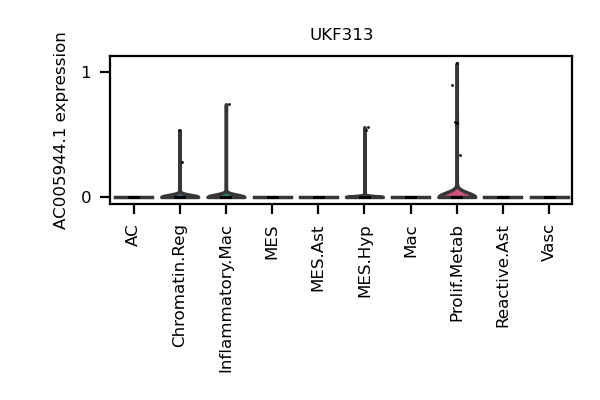 UKF313
AC005944.1 expression
1
0
AC
Chromatin.Reg
Inflammatory.Mac
MES
MES.Ast
MES.Hyp
Mac
Prolif.Metab
Reactive.Ast
Vasc